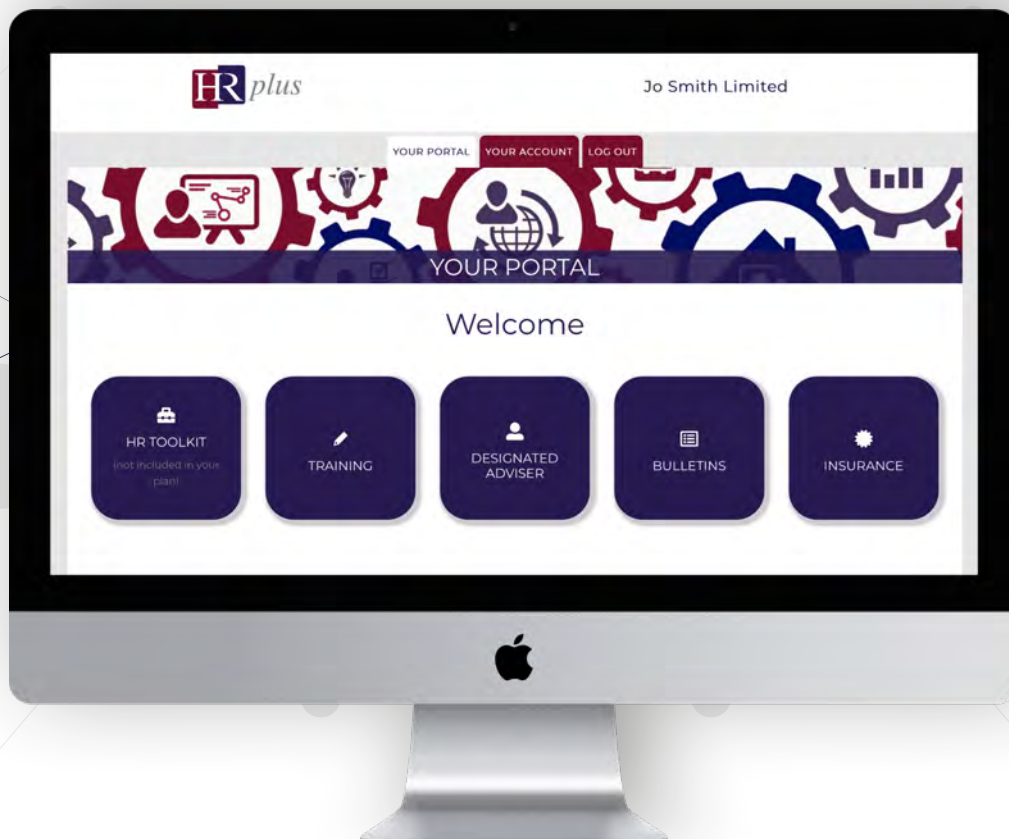 HR plus
Jo Smith Limited
YOUR PORTAL YOUR ACCOUNT LOG OUT
YOUR PORTAL
Welcome
HR TOOLKIT
(not included in your
plan)
TRAINING
DESIGNATED
ADVISER
BULLETINS
INSURANCE